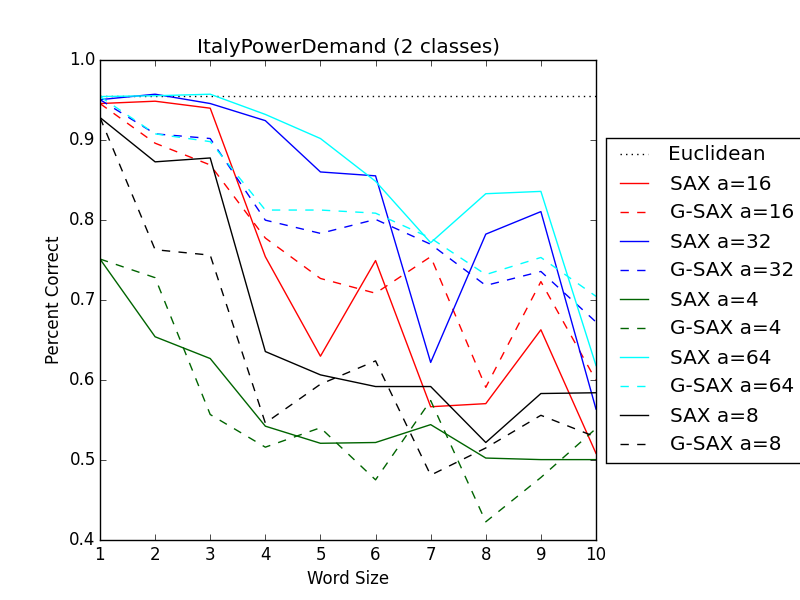 ItalyPowerDemand (2 classes)
1.0
0.9
0.8
0.7
0.6
0.5
0.4
Percent Correct
1 2 3 4 5 6 7 8 9 10
Word Size
Euclidean
SAX a=16
G-SAX a=16
SAX a=32
G-SAX a=32
SAX a=4
G-SAX a=4
SAX a=64
G-SAX a=64
SAX a=8
G-SAX a=8